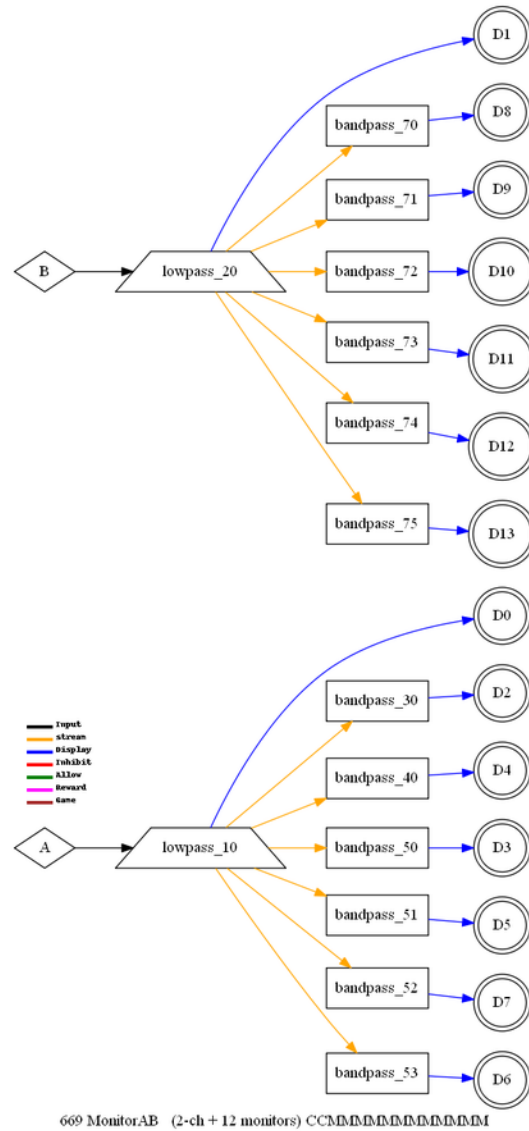 D1
bandpass_70
D8
bandpass_71
D9
B
lowpass_20
bandpass_72
D10
bandpass_73
D11
bandpass_74
D12
bandpass_75
D13
D0
bandpass_30
D2
Input
stream
Display
Inhibit
Allow
Reward
Game
bandpass_40
D4
A
lowpass_10
bandpass_50
D3
bandpass_51
D5
bandpass_52
D7
bandpass_53
D6
669 MonitorAB (2-ch + 12 monitors) CCMMMMMMMMMMMM